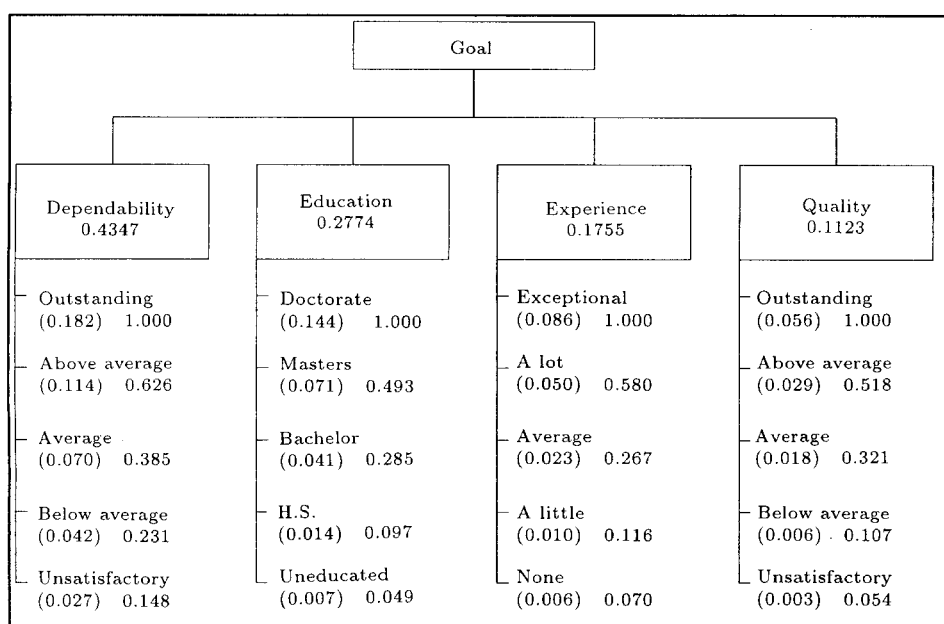 Goal
Dependability
0.4347
Outstanding
(0.182) 1.000
Above average
(0.114) 0.626
Average
(0.070) 0.385
Below average
(0.042) 0.231
Unsatisfactory
(0.027) 0.148
Education
0.2774
Doctorate
(0.144) 1.000
Masters
(0.071) 0.493
Bachelor
(0.041) 0.285
H.S.
(0.014) 0.097
Uneducated
(0.007) 0.049
Experience
0.1755
Exceptional
(0.086) 1.000
A lot
(0.050) 0.580
Average
(0.023) 0.267
A little
(0.010) 0.116
None
(0.006) 0.070
Quality
0.1123
Outstanding
(0.056) 1.000
Above average
(0.029) 0.518
Average
(0.018) 0.321
Below average
(0.006) 0.107
Unsatisfactory
(0.003) 0.054